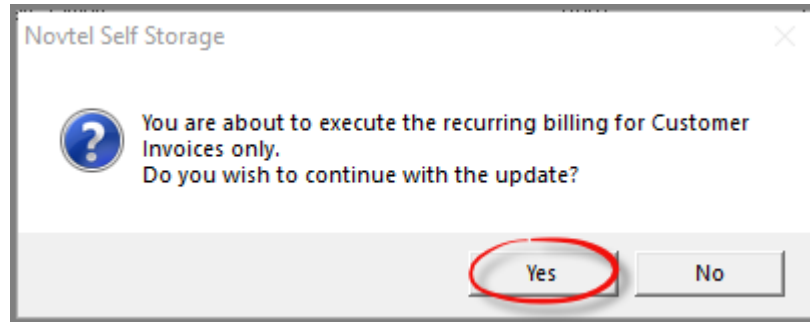 Novtel Self Storage
You are about to execute the recurring billing for Customer
Invoices only.
Do you wish to continue with the update?
Yes
No